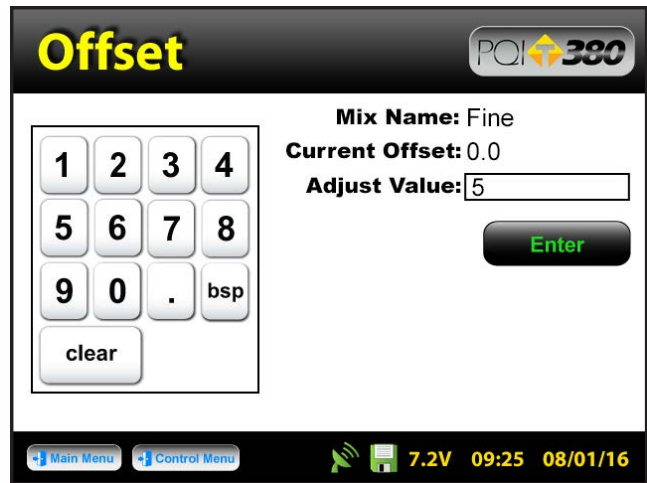 Offset
PQI T 380
Mix Name: Fine
Current Offset: 0.0
Adjust Value: 5
1 2 3 4
5 6 7 8
9 0 . bsp
clear
Enter
Main Menu Control Menu 7.2V 09:25 08/01/16